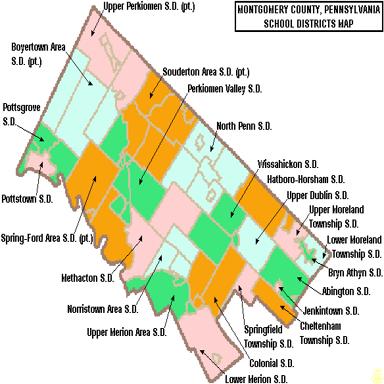 MONTGOMERY COUNTY, PENNSYLVANIA
SCHOOL DISTRICTS MAP
Upper Perkiomen S.D. (pt.)
Boyertown Area
S.D. (pt.)
Souderton Area S.D. (pt.)
Perkiomen Valley S.D.
Pottsgrove
S.D.
North Penn S.D.
Wissahickon S.D.
Hatboro-Horsham S.D.
Upper Dublin S.D.
Pottstown S.D.
Upper Moreland
Township S.D.
Spring-Ford Area S.D. (pt.)
Lower Moreland
Township S.D.
Bryn Athyn S.D.
Methacton S.D.
Abington S.D.
Norristown Area S.D.
Jenkintown S.D.
Upper Merion Area S.D.
Cheltenham
Township S.D.
Springfield
Township S.D.
Colonial S.D.
Lower Merion S.D.